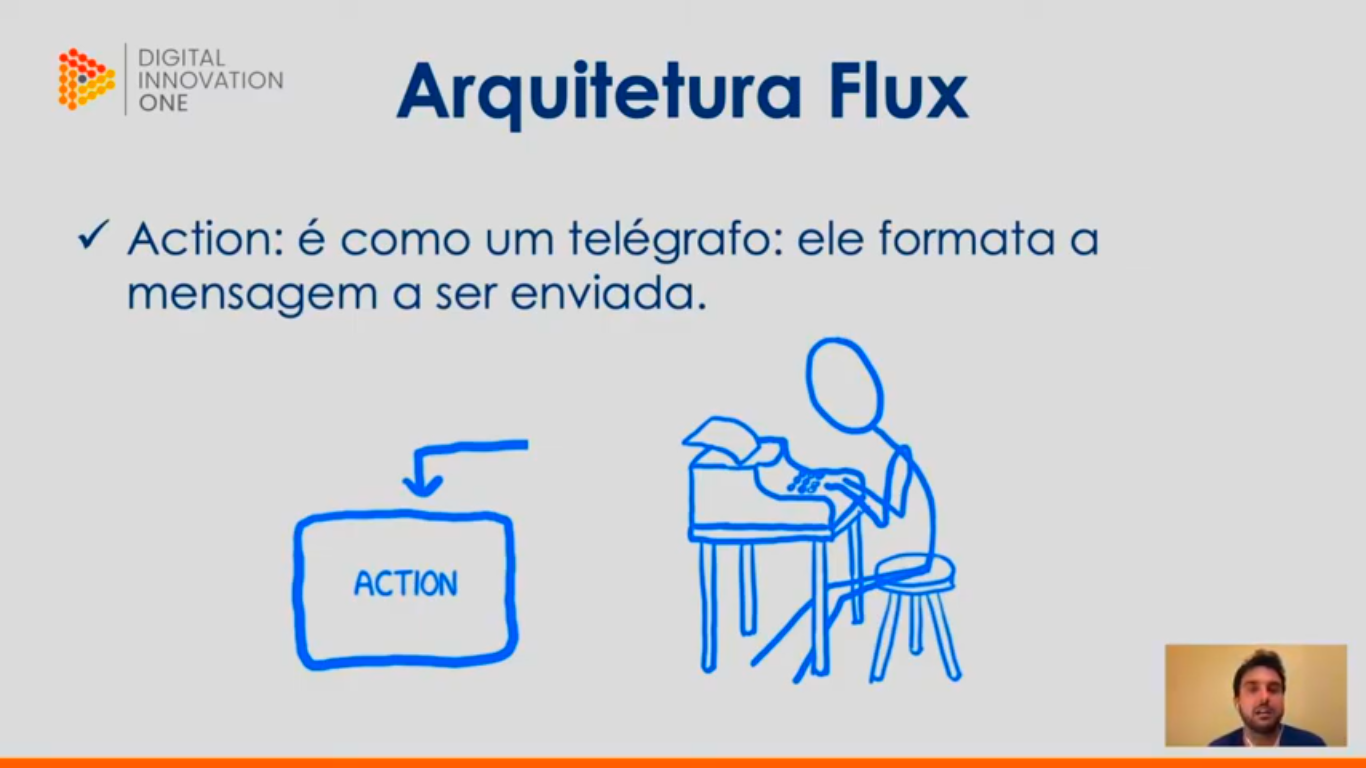 DIGITAL
INNOVATION
ONE
Arquitetura Flux
✓ Action: é como um telégrafo: ele formata a
mensagem a ser enviada.
ACTION